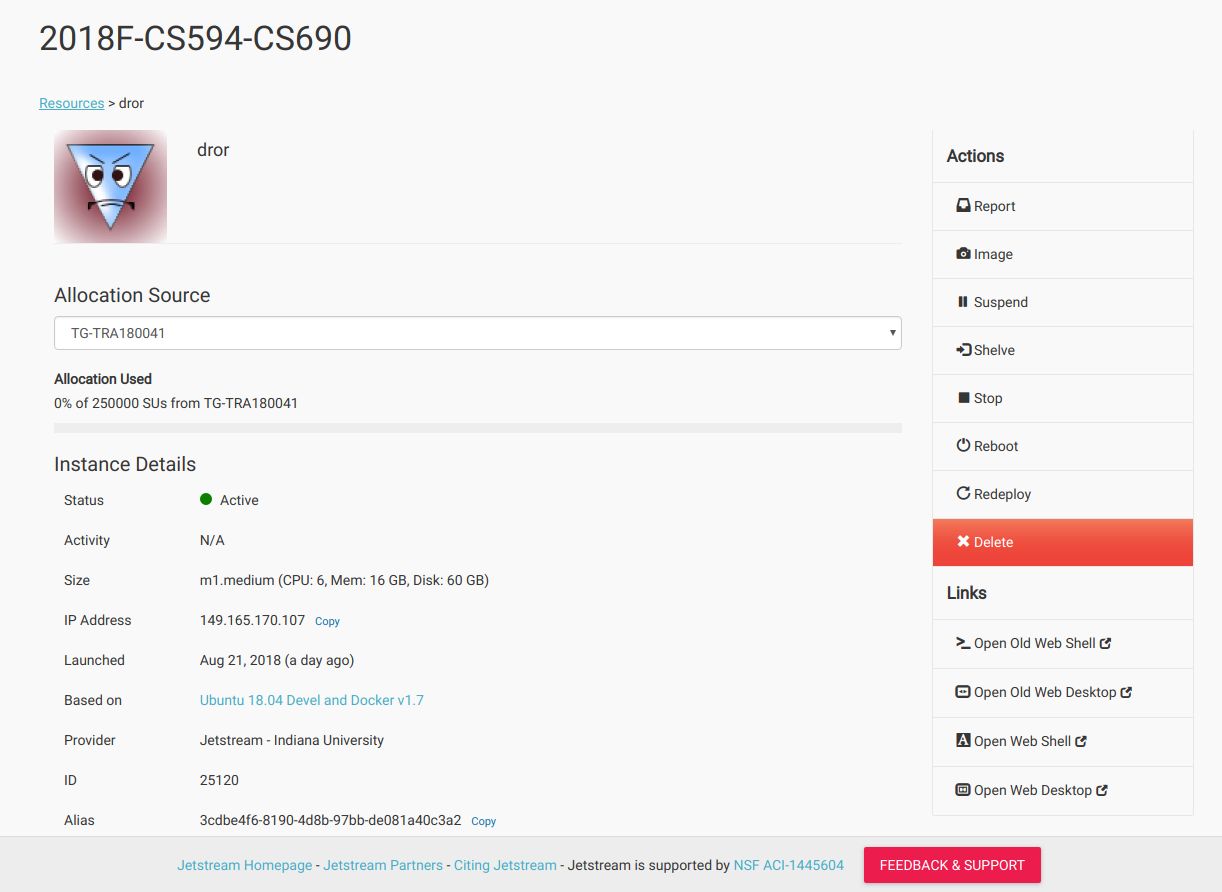 2018F-CS594-CS690
Resources > dror
dror
Allocation Source
TG-TRA180041
Allocation Used
0% of 250000 SUs from TG-TRA180041
Instance Details
Status Active
Activity N/A
Size m1.medium (CPU: 6, Mem: 16 GB, Disk: 60 GB)
IP Address 149.165.170.107 Copy
Launched Aug 21, 2018 (a day ago)
Based on Ubuntu 18.04 Devel and Docker v1.7
Provider Jetstream - Indiana University
ID 25120
Alias 3cdbe4f6-8190-4d8b-97bb-de081a40c3a2 Copy
Actions
Report
Image
Suspend
Shelve
Stop
Reboot
Redeploy
Delete
Links
Open Old Web Shell
Open Old Web Desktop
Open Web Shell
Open Web Desktop
Jetstream Homepage - Jetstream Partners - Citing Jetstream - Jetstream is supported by NSF ACI-1445604 FEEDBACK & SUPPORT